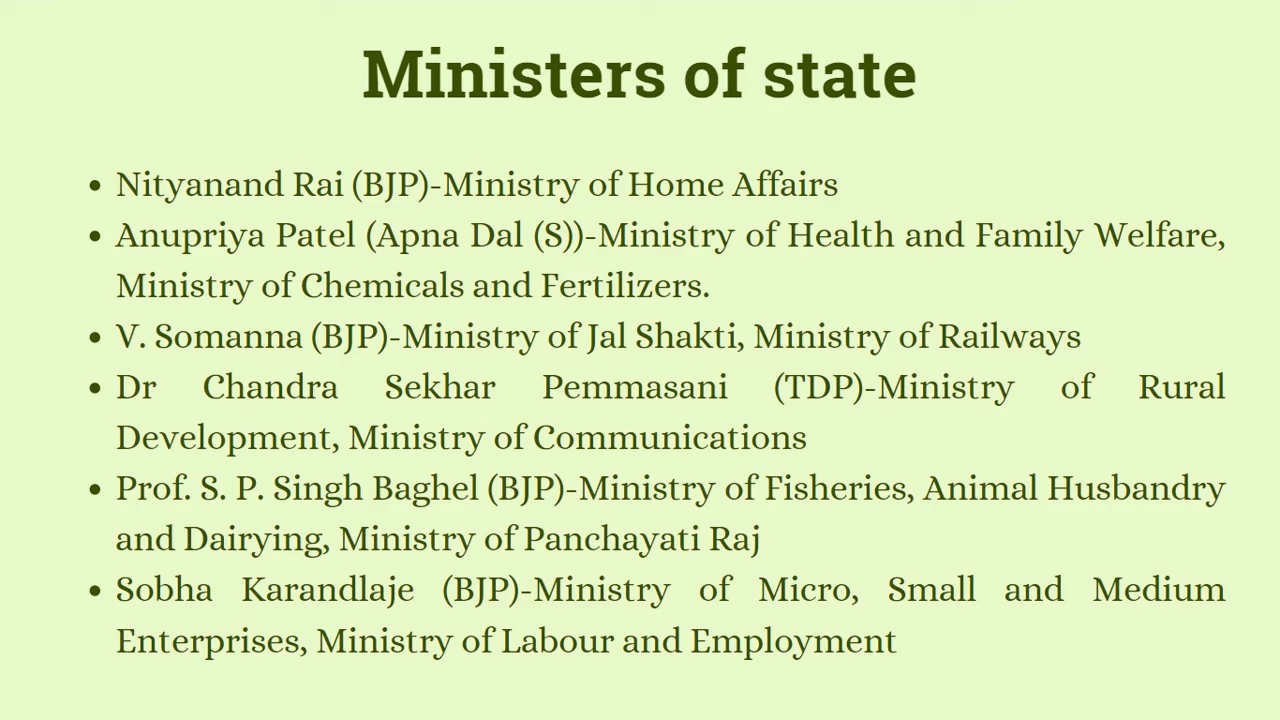 Ministers of state
• Nityanand Rai (BJP)-Ministry of Home Affairs
• Anupriya Patel (Apna Dal (S))-Ministry of Health and Family Welfare,
Ministry of Chemicals and Fertilizers.
• V. Somanna (BJP)-Ministry of Jal Shakti, Ministry of Railways
• Dr Chandra Sekhar Pemmasani (TDP)-Ministry of Rural
Development, Ministry of Communications
• Prof. S. P. Singh Baghel (BJP)-Ministry of Fisheries, Animal Husbandry
and Dairying, Ministry of Panchayati Raj
• Sobha Karandlaje (BJP)-Ministry of Micro, Small and Medium
Enterprises, Ministry of Labour and Employment